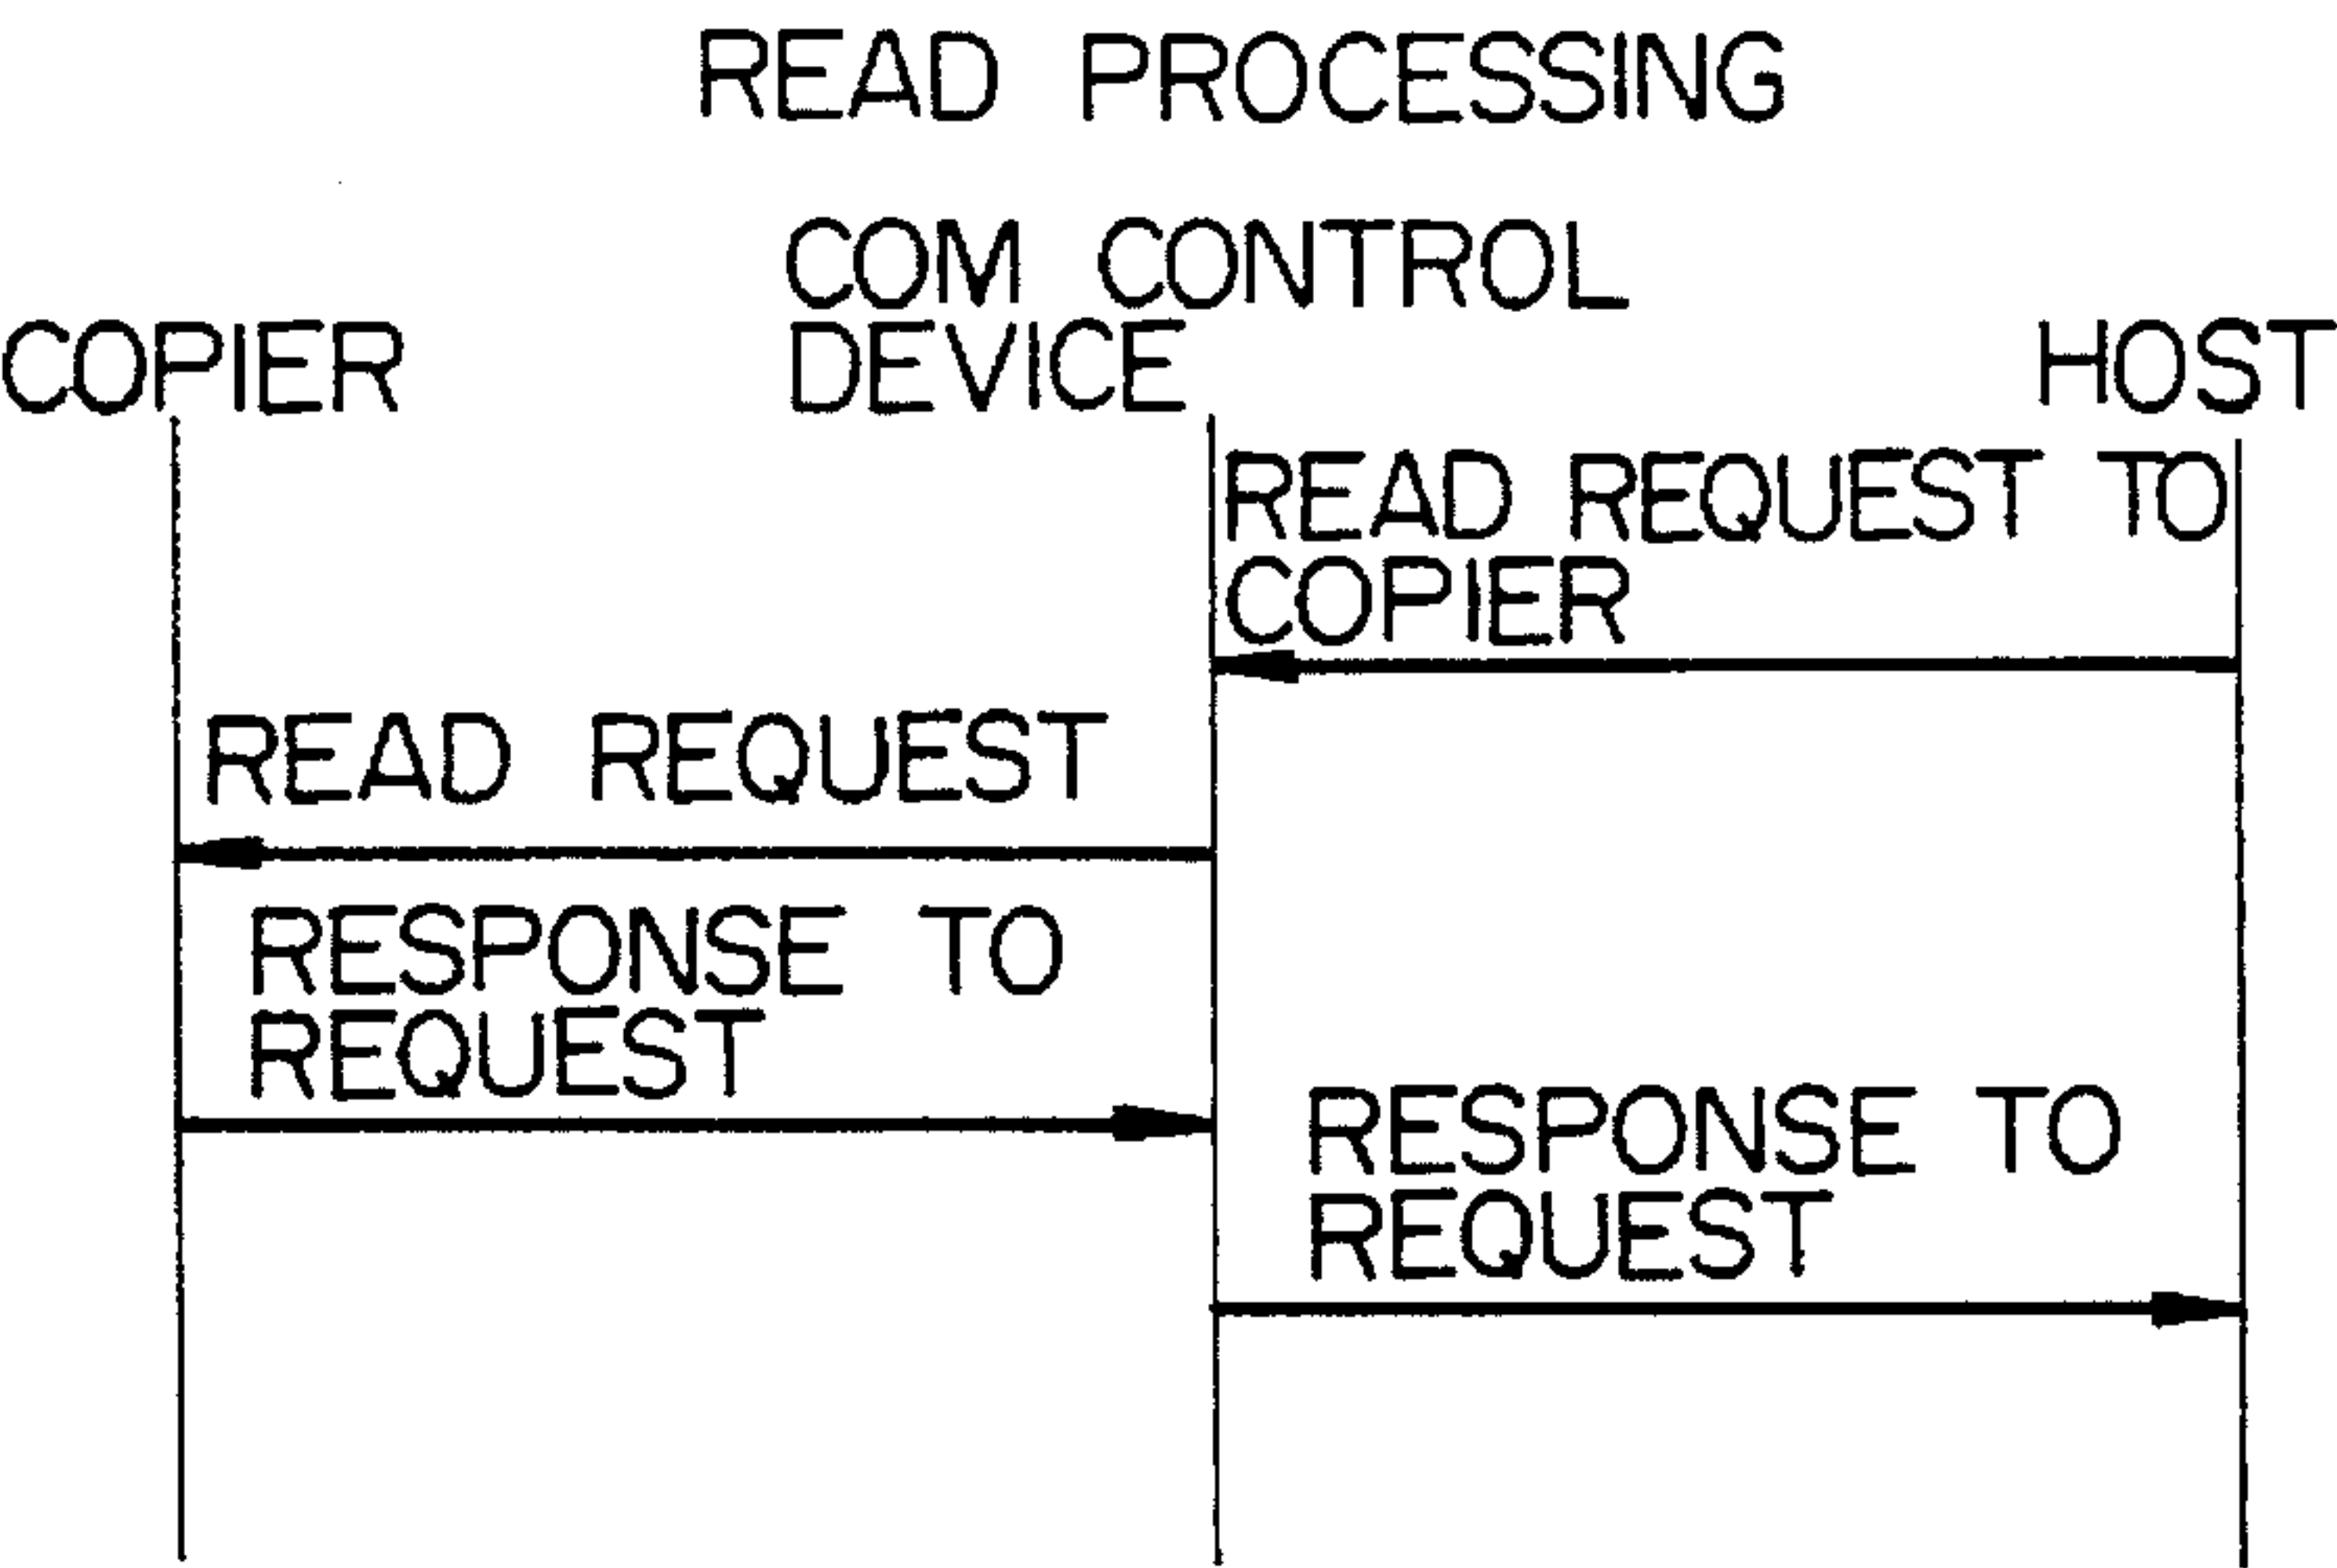 READ PROCESSING
COM CONTROL
COPIER DEVICE HOST
READ REQUEST TO
COPIER
READ REQUEST
RESPONSE TO
REQUEST
RESPONSE TO
REQUEST